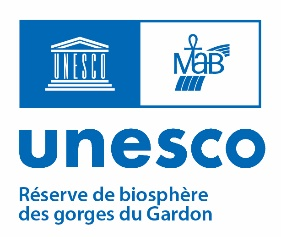 UNESCO MaB
unesco
Réserve de biosphère
des gorges du Gardon